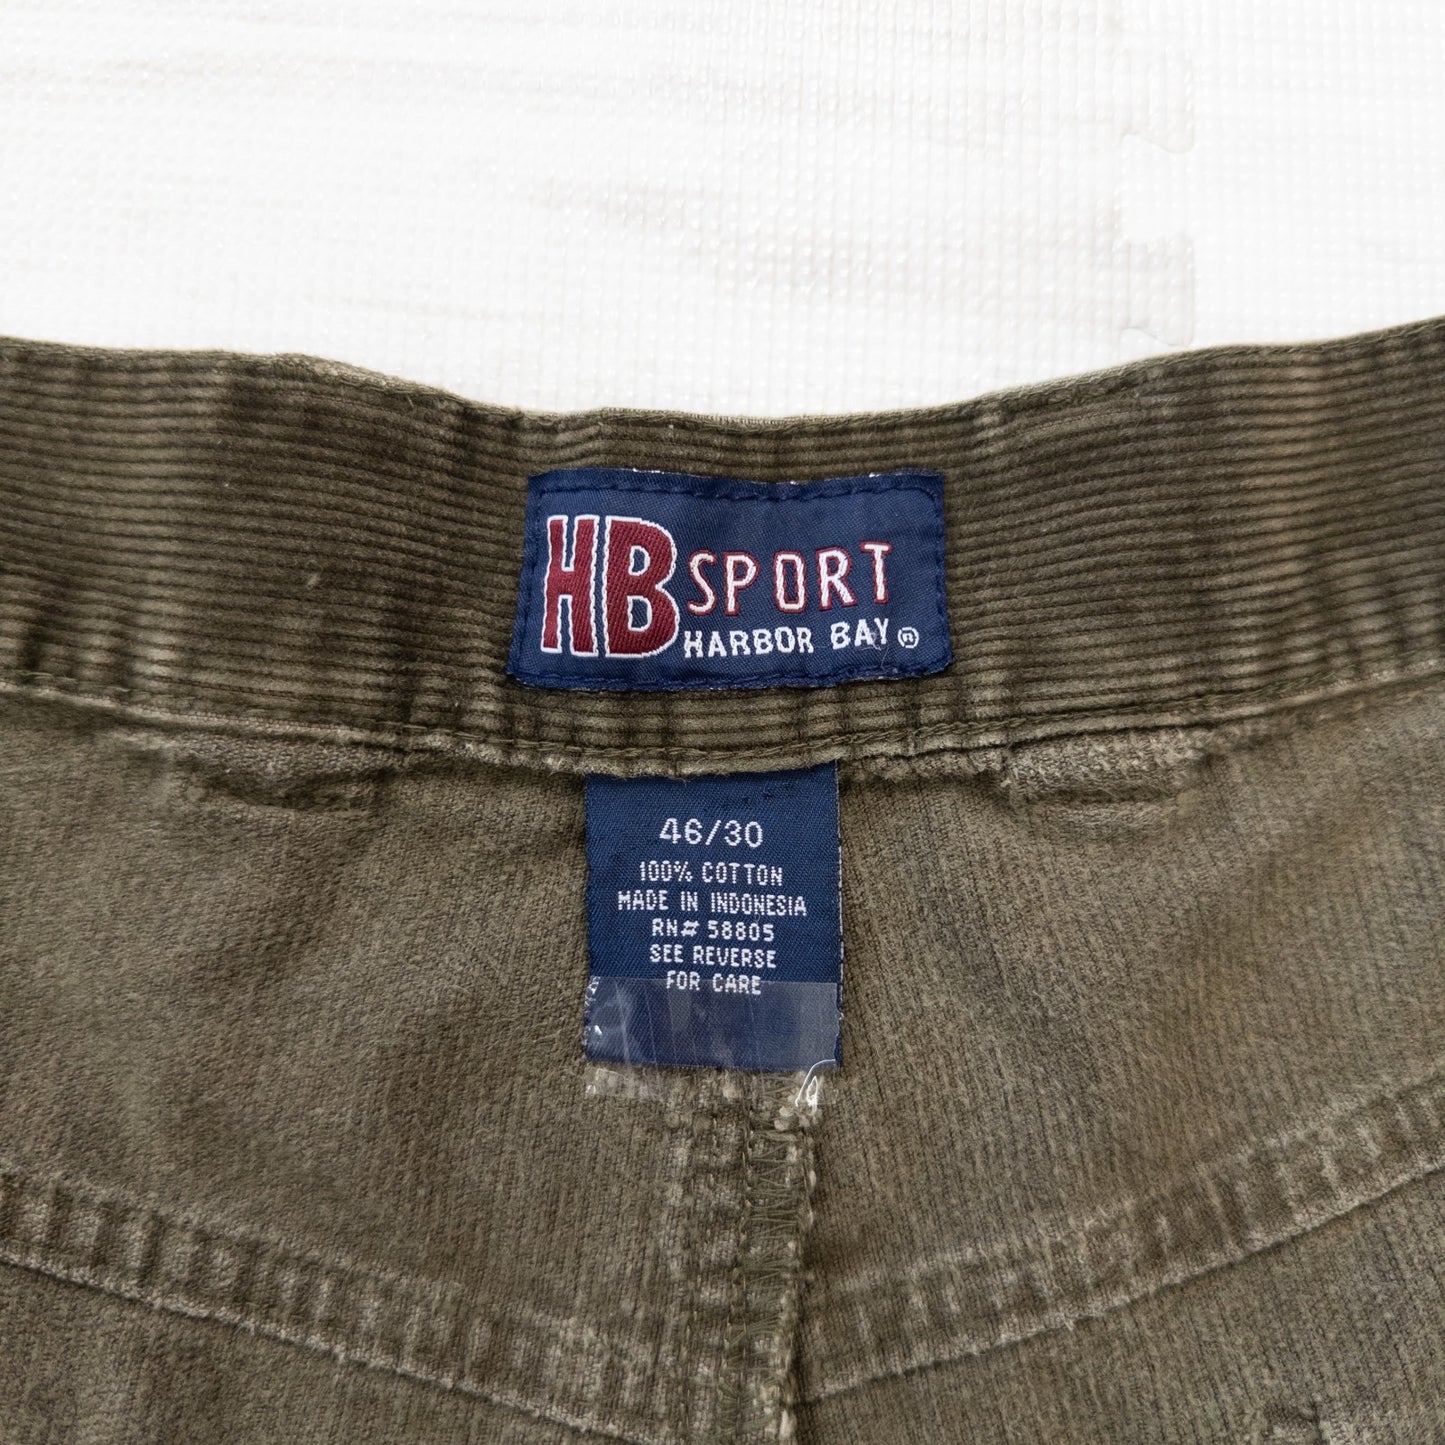 HB SPORT
HARBOR BAY ®
46/30
100% COTTON
MADE IN INDONESIA
RN# 58805
SEE REVERSE
FOR CARE